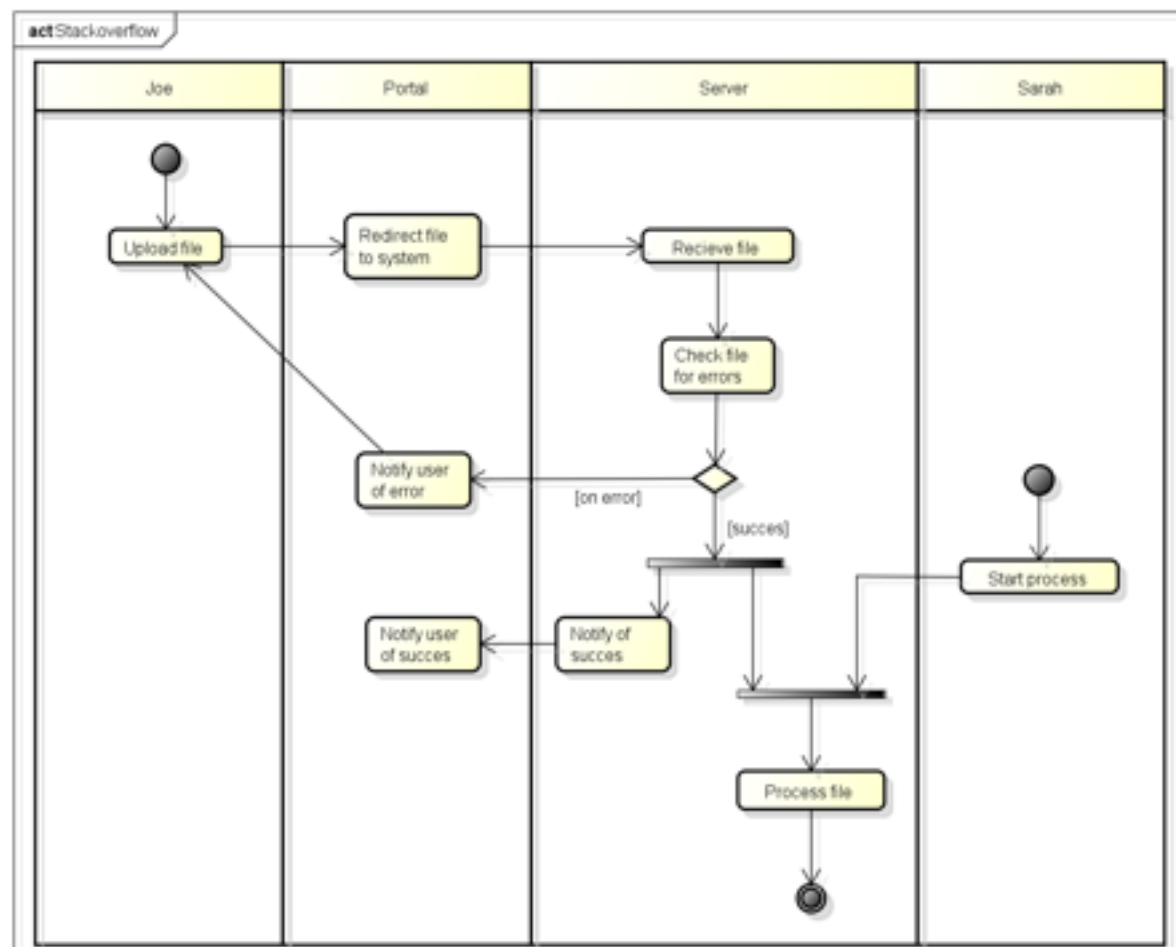 act Stackoverflow
Joe
Portal
Server
Sarah
Upload file
Redirect file
to system
Recieve file
Check file
for errors
Notify user
of error
[on error]
[succes]
Start process
Notify user
of succes
Notify of
succes
Process file